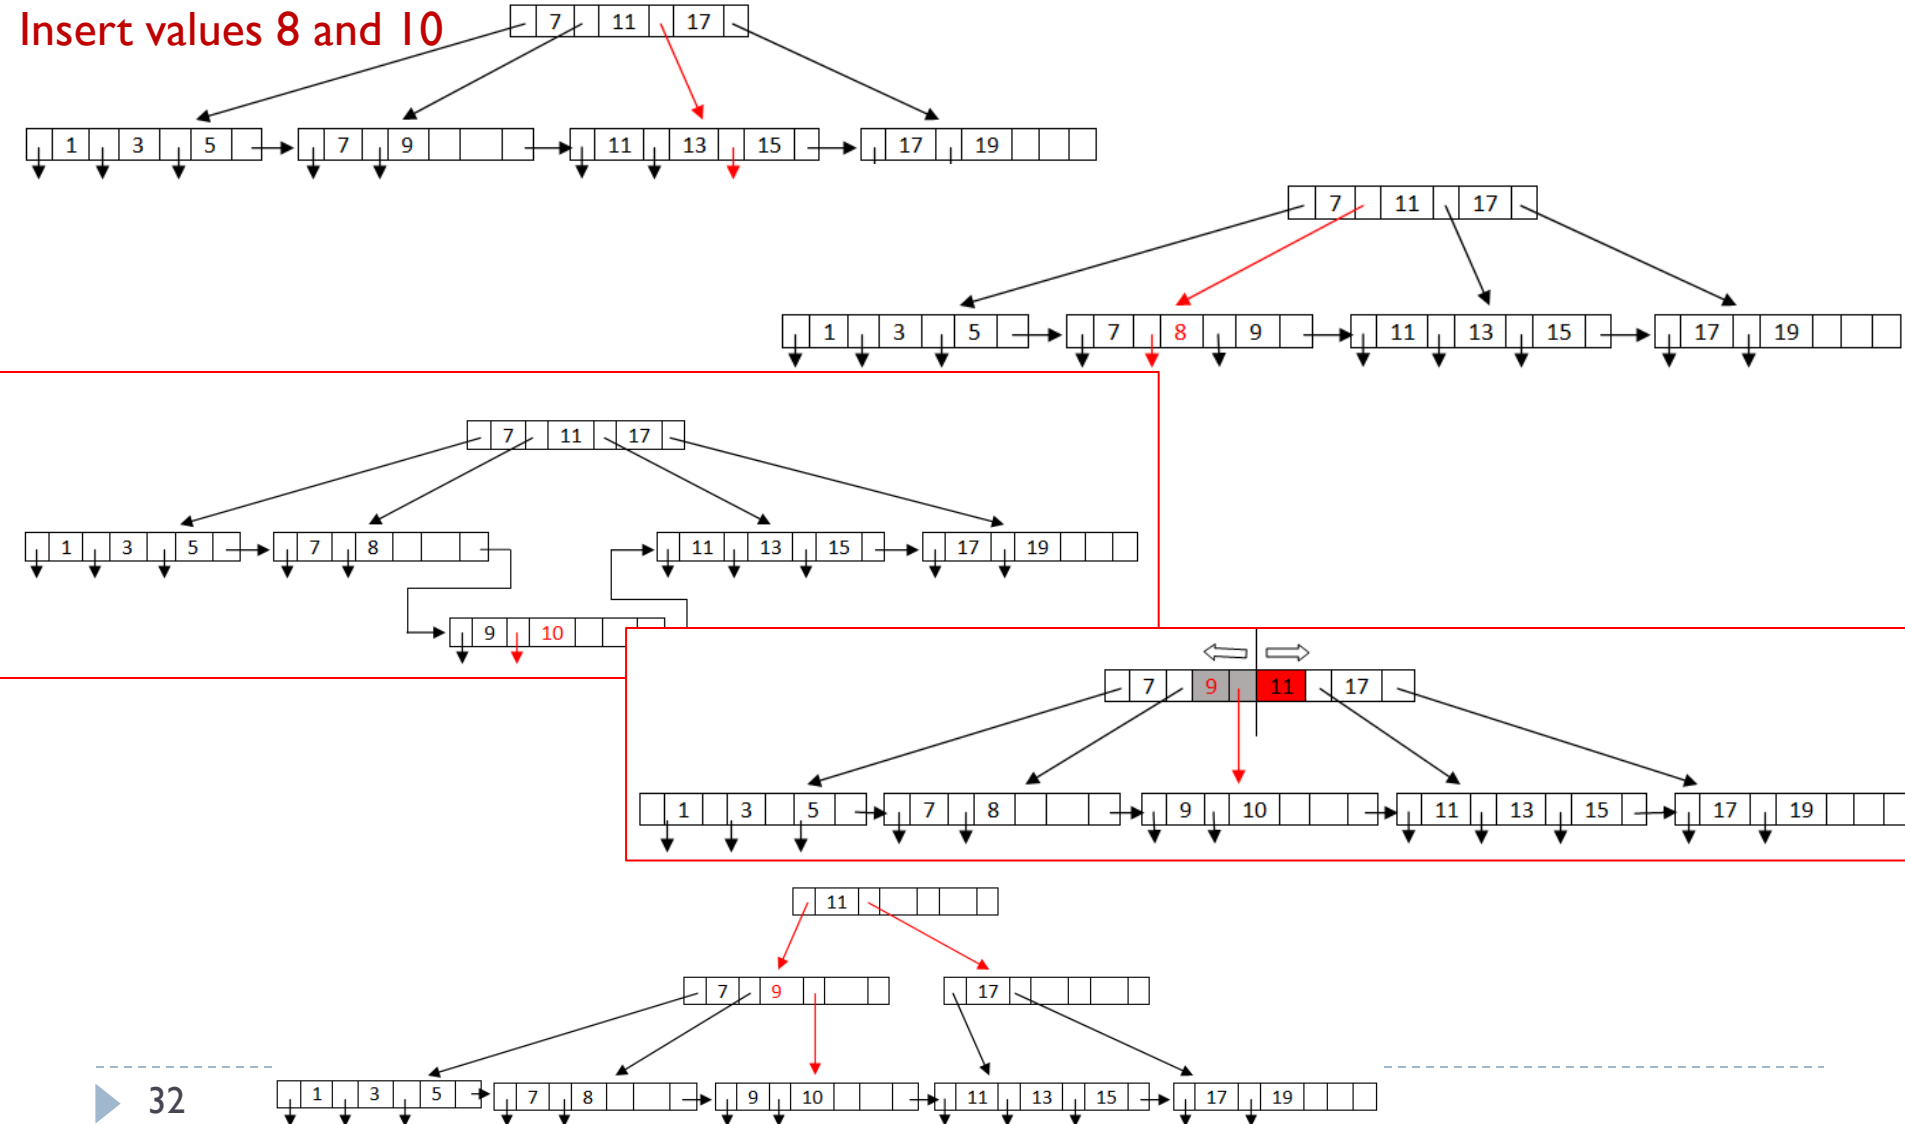 Insert values 8 and 10
7 11 17
1 3 5 7 9 11 13 15 17 19
7 11 17
1 3 5 7 8 9 11 13 15 17 19
7 11 17
1 3 5 7 8 11 13 15 17 19
9 10
7 9 11 17
1 3 5 7 8 9 10 11 13 15 17 19
11
7 9 17
1 3 5 7 8 9 10 11 13 15 17 19
32